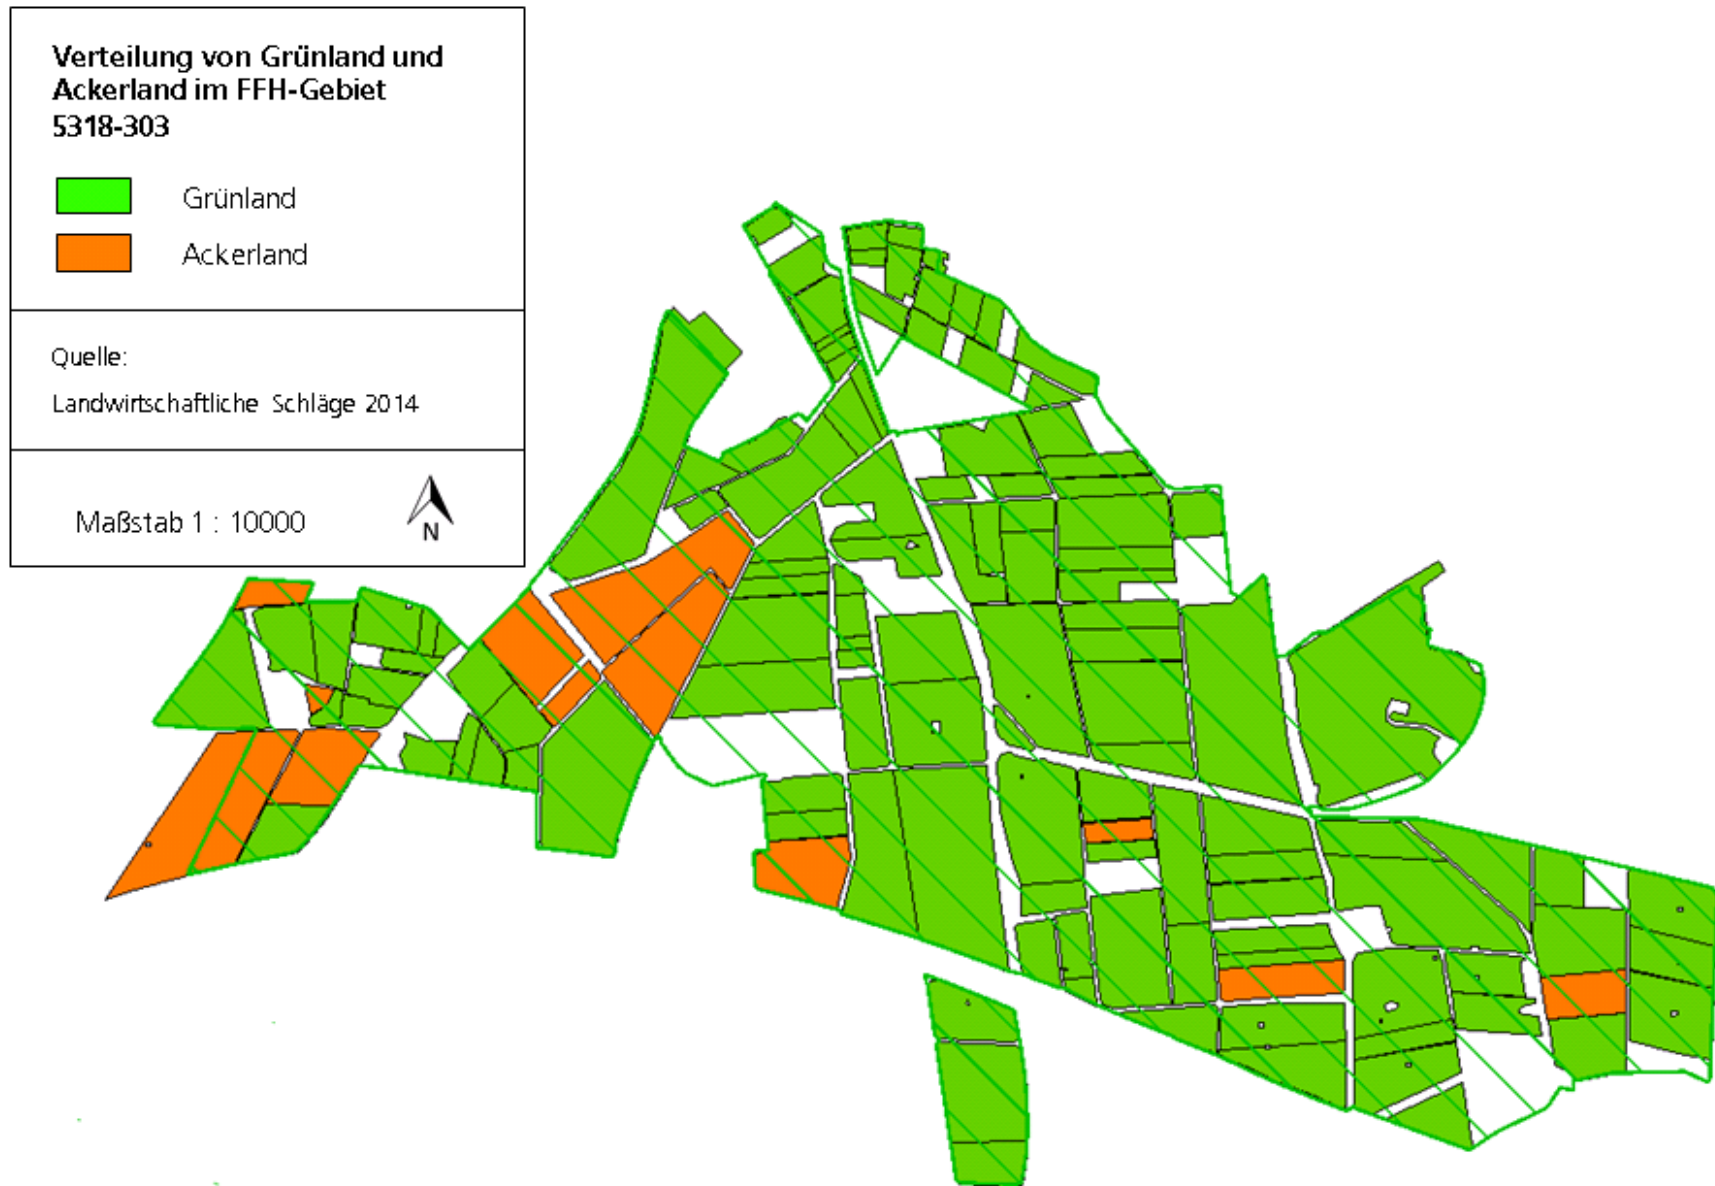 Verteilung von Grünland und
Ackerland im FFH-Gebiet
5318-303
Grünland
Ackerland
Quelle:
Landwirtschaftliche Schläge 2014
Maßstab 1 : 10000
N